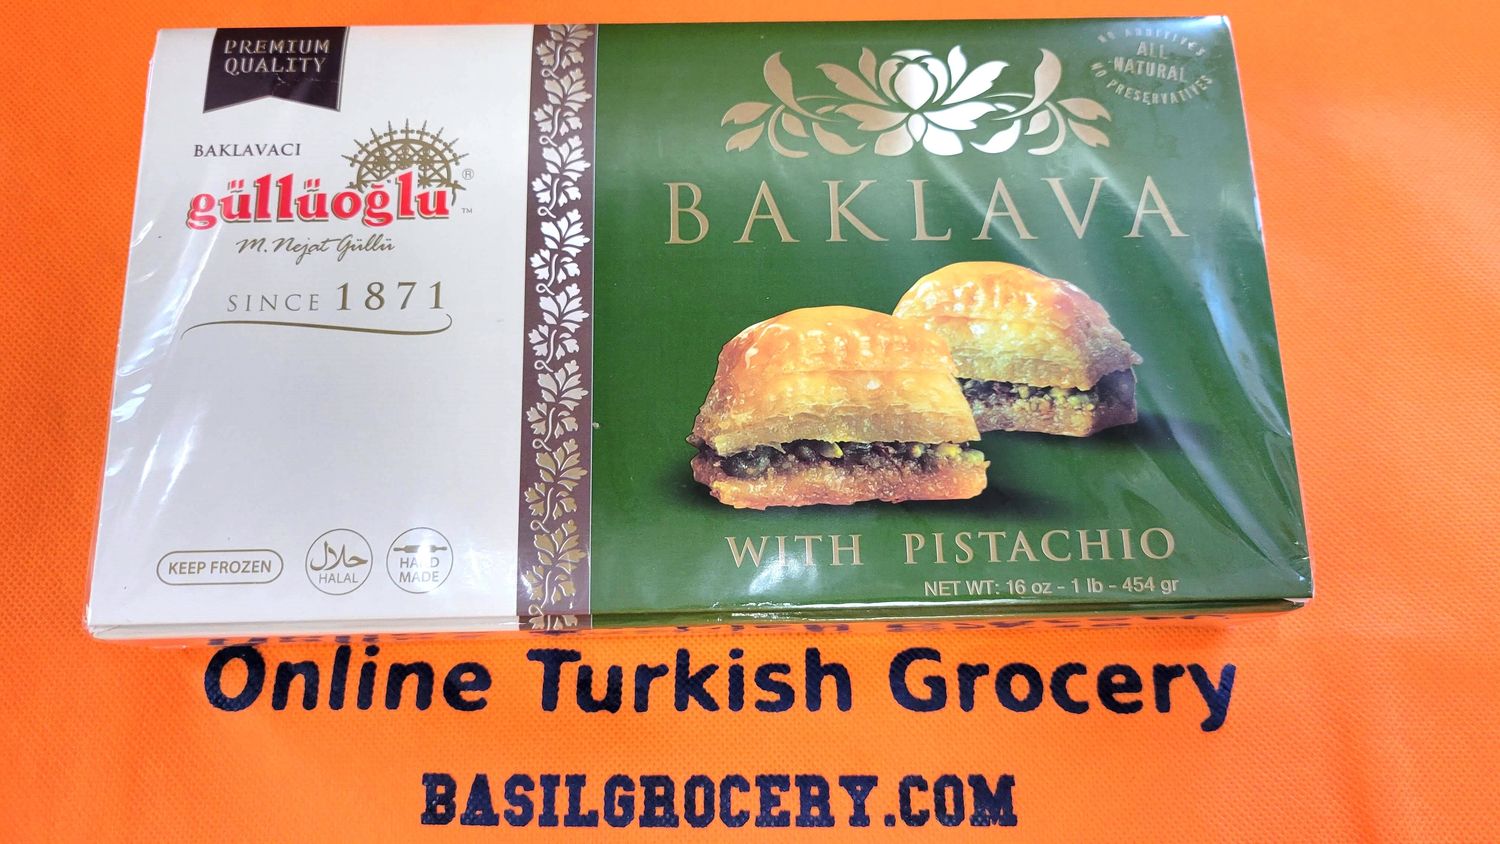 PREMIUM
QUALITY
BAKLAVACI
güllüoğlu
®
TM
M. Nejat Güllü
SINCE 1871
KEEP FROZEN
حلال
HALAL
HAND
MADE
NO ADDITIVES
ALL
NATURAL
NO PRESERVATIVES
BAKLAVA
WITH PISTACHIO
NET WT: 16 oz - 1 lb - 454 gr
Online Turkish Grocery
BASILGROCERY.COM